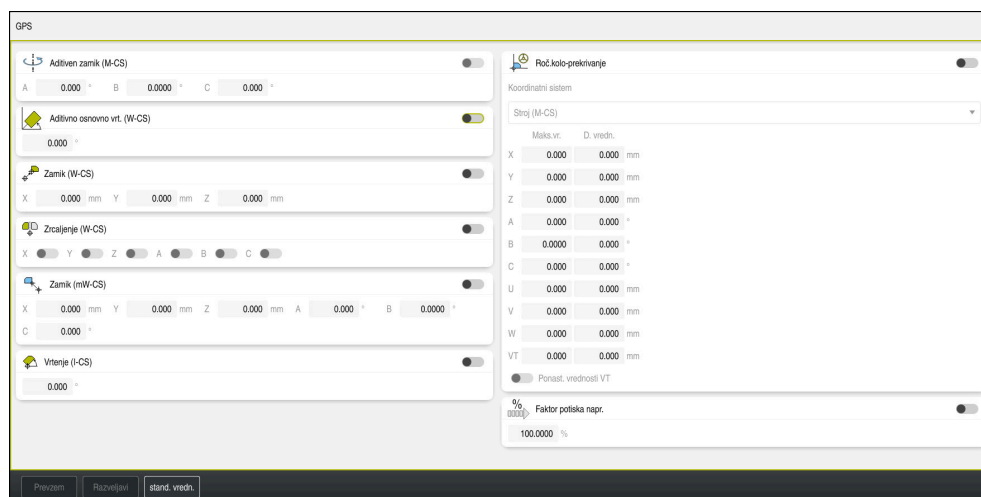 GPS
Aditiven zamik (M-CS)
A 0.000 ° B 0.0000 ° C 0.000 °
Aditivno osnovno vrt. (W-CS)
0.000 °
Zamik (W-CS)
X 0.000 mm Y 0.000 mm Z 0.000 mm
Zrcaljenje (W-CS)
X Y Z A B C
Zamik (mW-CS)
X 0.000 mm Y 0.000 mm Z 0.000 mm A 0.000 ° B 0.0000 °
C 0.000 °
Vrtenje (I-CS)
0.000 °
Roč.kolo-prekrivanje
Koordinatni sistem
Stroj (M-CS)
Maks.vr. D. vredn.
X 0.000 0.000 mm
Y 0.000 0.000 mm
Z 0.000 0.000 mm
A 0.000 0.000 °
B 0.0000 0.000 °
C 0.000 0.000 °
U 0.000 0.000 mm
V 0.000 0.000 mm
W 0.000 0.000 mm
VT 0.000 0.000 mm
Ponast. vrednosti VT
%
Faktor potiska napr.
100.0000 %
Prevzem Razveljavi stand. vredn.